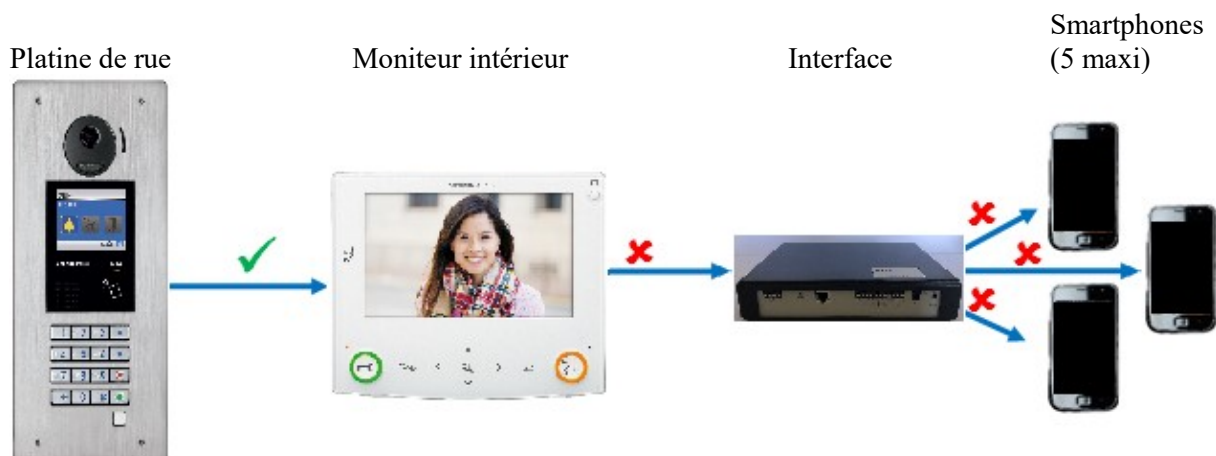 Platine de rue
Moniteur intérieur
Interface
Smartphones
(5 maxi)